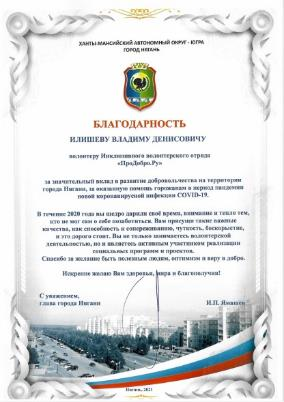 ХАНТЫ-МАНСИЙСКИЙ АВТОНОМНЫЙ ОКРУГ - ЮГРА
ГОРОД НЯГАНЬ
БЛАГОДАРНОСТЬ
ИЛИШЕВУ ВЛАДИМУ ДЕНИСОВИЧУ
волонтеру Инклюзивного волонтерского отряда
«ПроДобро.Ру»
за значительный вклад в развитие добровольчества на территории
города Нягани, за оказанную помощь горожанам в период пандемии
новой коронавирусной инфекции COVID-19.
В течение 2020 года вы щедро дарили своё время, внимание и тепло тем,
кто не мог сам о себе позаботиться. Вам присущи такие важные
качества, как способность к сопереживанию, чуткость, бескорыстие,
и это дорого стоит. Вы не только занимаетесь волонтерской
деятельностью, но и являетесь активным участником реализации
социальных программ и проектов.
Спасибо за желание быть полезным людям, оптимизм и веру в добро.
Искренне желаю Вам здоровья, мира и благополучия!
С уважением,
глава города Нягани
И.П. Ямашев
Нягань, 2021